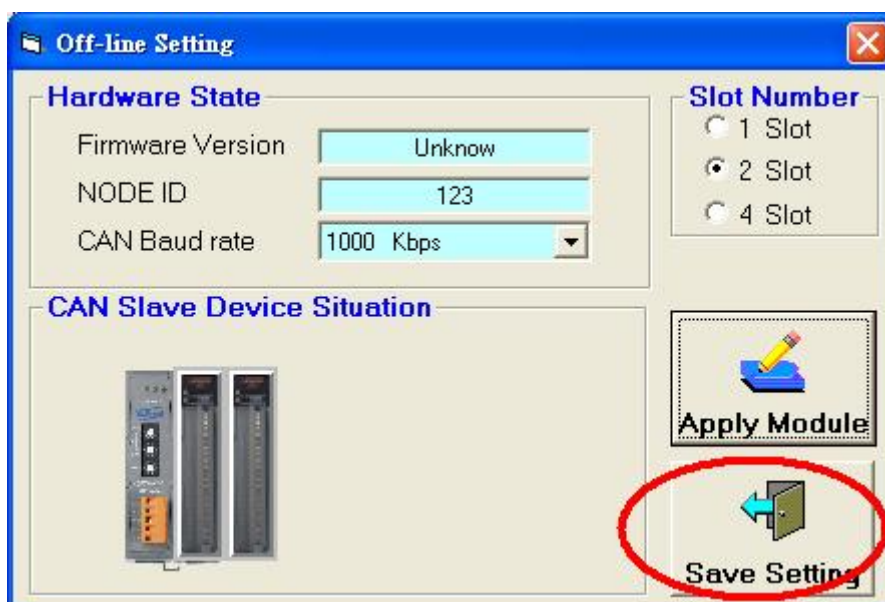 Off-line Setting
Hardware State
Firmware Version
Unknow
NODE ID
123
CAN Baud rate
1000 Kbps
Slot Number
1 Slot
2 Slot
4 Slot
CAN Slave Device Situation
Apply Module
Save Setting